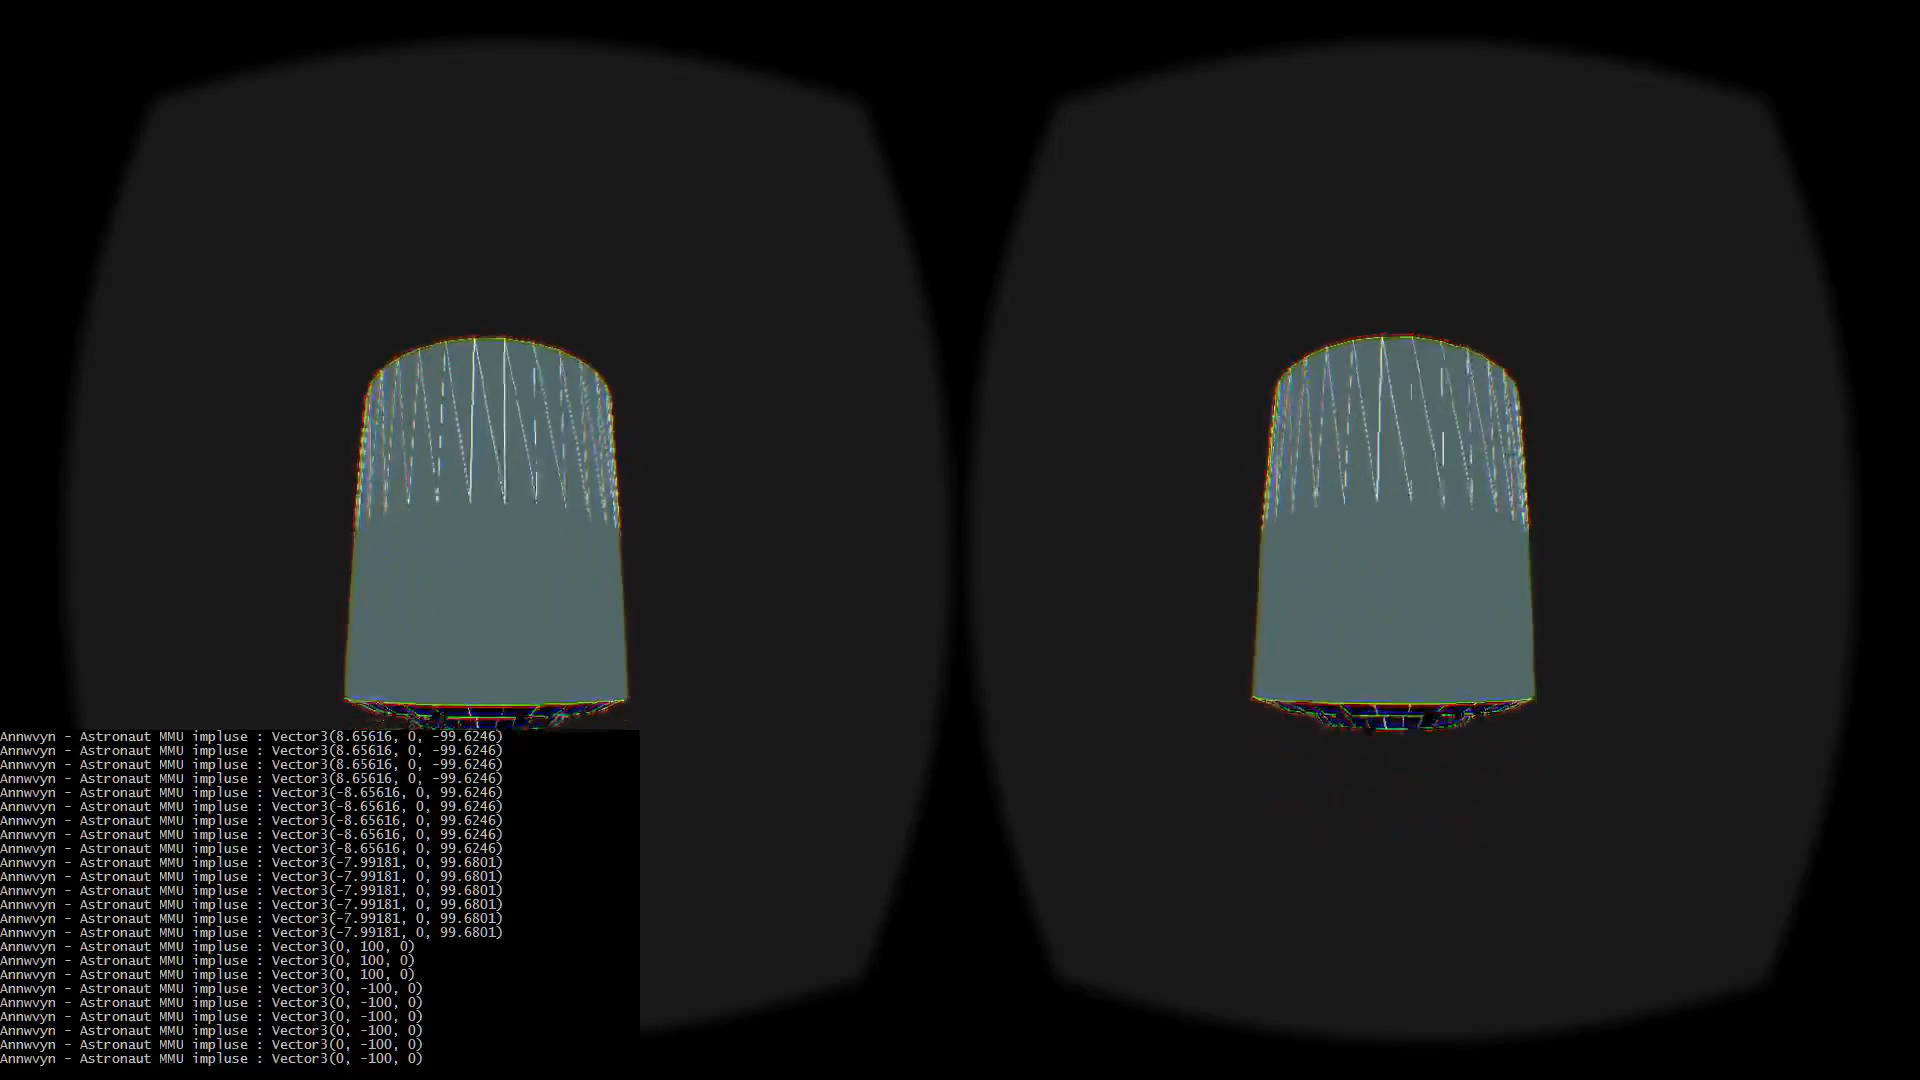 Annwvyn - Astronaut MMU impluse : Vector3(8.65616, 0, -99.6246)
Annwvyn - Astronaut MMU impluse : Vector3(8.65616, 0, -99.6246)
Annwvyn - Astronaut MMU impluse : Vector3(8.65616, 0, -99.6246)
Annwvyn - Astronaut MMU impluse : Vector3(8.65616, 0, -99.6246)
Annwvyn - Astronaut MMU impluse : Vector3(-8.65616, 0, 99.6246)
Annwvyn - Astronaut MMU impluse : Vector3(-8.65616, 0, 99.6246)
Annwvyn - Astronaut MMU impluse : Vector3(-8.65616, 0, 99.6246)
Annwvyn - Astronaut MMU impluse : Vector3(-8.65616, 0, 99.6246)
Annwvyn - Astronaut MMU impluse : Vector3(-8.65616, 0, 99.6246)
Annwvyn - Astronaut MMU impluse : Vector3(-7.99181, 0, 99.6801)
Annwvyn - Astronaut MMU impluse : Vector3(-7.99181, 0, 99.6801)
Annwvyn - Astronaut MMU impluse : Vector3(-7.99181, 0, 99.6801)
Annwvyn - Astronaut MMU impluse : Vector3(-7.99181, 0, 99.6801)
Annwvyn - Astronaut MMU impluse : Vector3(-7.99181, 0, 99.6801)
Annwvyn - Astronaut MMU impluse : Vector3(-7.99181, 0, 99.6801)
Annwvyn - Astronaut MMU impluse : Vector3(0, 100, 0)
Annwvyn - Astronaut MMU impluse : Vector3(0, 100, 0)
Annwvyn - Astronaut MMU impluse : Vector3(0, 100, 0)
Annwvyn - Astronaut MMU impluse : Vector3(0, -100, 0)
Annwvyn - Astronaut MMU impluse : Vector3(0, -100, 0)
Annwvyn - Astronaut MMU impluse : Vector3(0, -100, 0)
Annwvyn - Astronaut MMU impluse : Vector3(0, -100, 0)
Annwvyn - Astronaut MMU impluse : Vector3(0, -100, 0)
Annwvyn - Astronaut MMU impluse : Vector3(0, -100, 0)